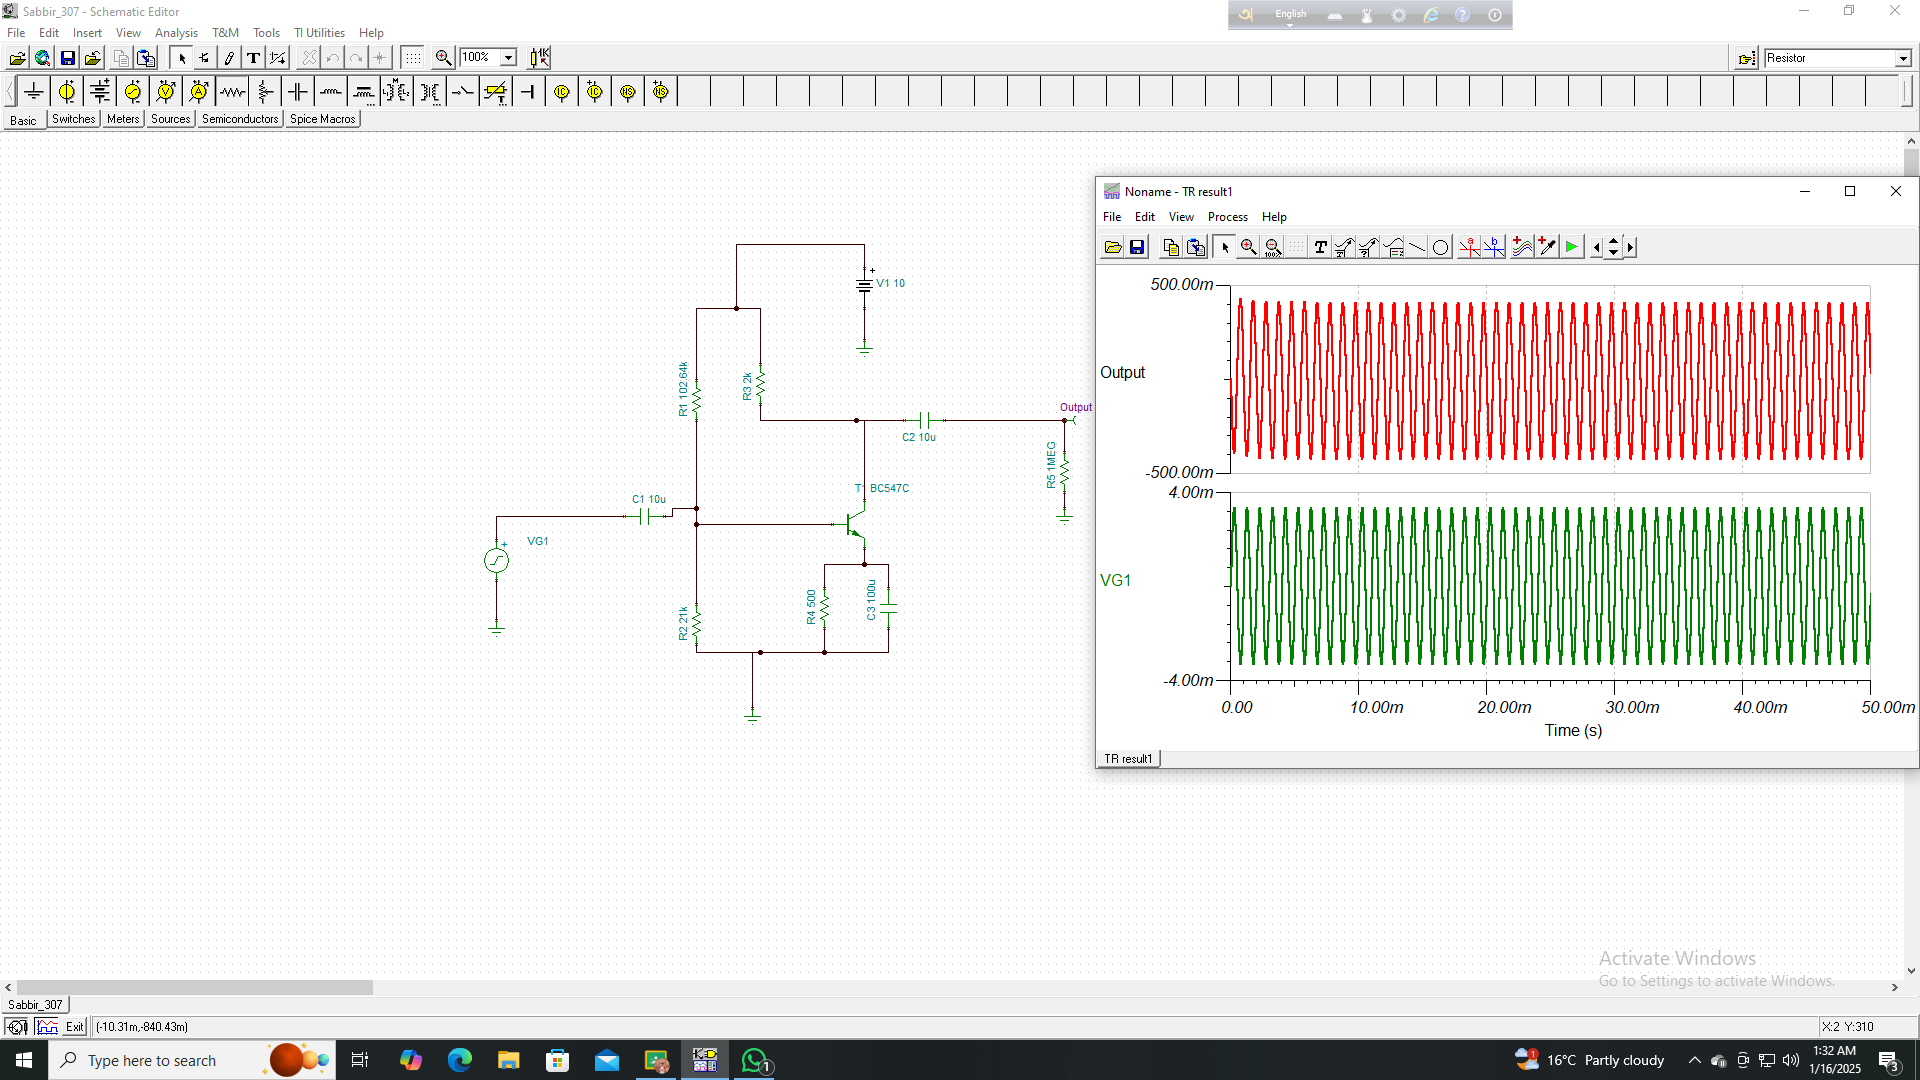 Sabbir_307 - Schematic Editor
English
File Edit Insert View Analysis T&M Tools TI Utilities Help
100%
1K
Resistor
Basic Switches Meters Sources Semiconductors Spice Macros
Noname - TR result1
File Edit View Process Help
V1 10
R1 102.64k
R3 2k
Output
C2 10u
R5 1MEG
T1 BC547C
C1 10u
VG1
R4 500
C3 100u
R2 21k
500.00m
Output
-500.00m
4.00m
VG1
-4.00m
0.00 10.00m 20.00m 30.00m 40.00m 50.00m
Time (s)
TR result1
Activate Windows
Go to Settings to activate Windows.
Sabbir_307
Exit (-10.31m,-840.43m) X:2 Y:310
Type here to search
1 16°C Partly cloudy
1:32 AM
1/16/2025
3